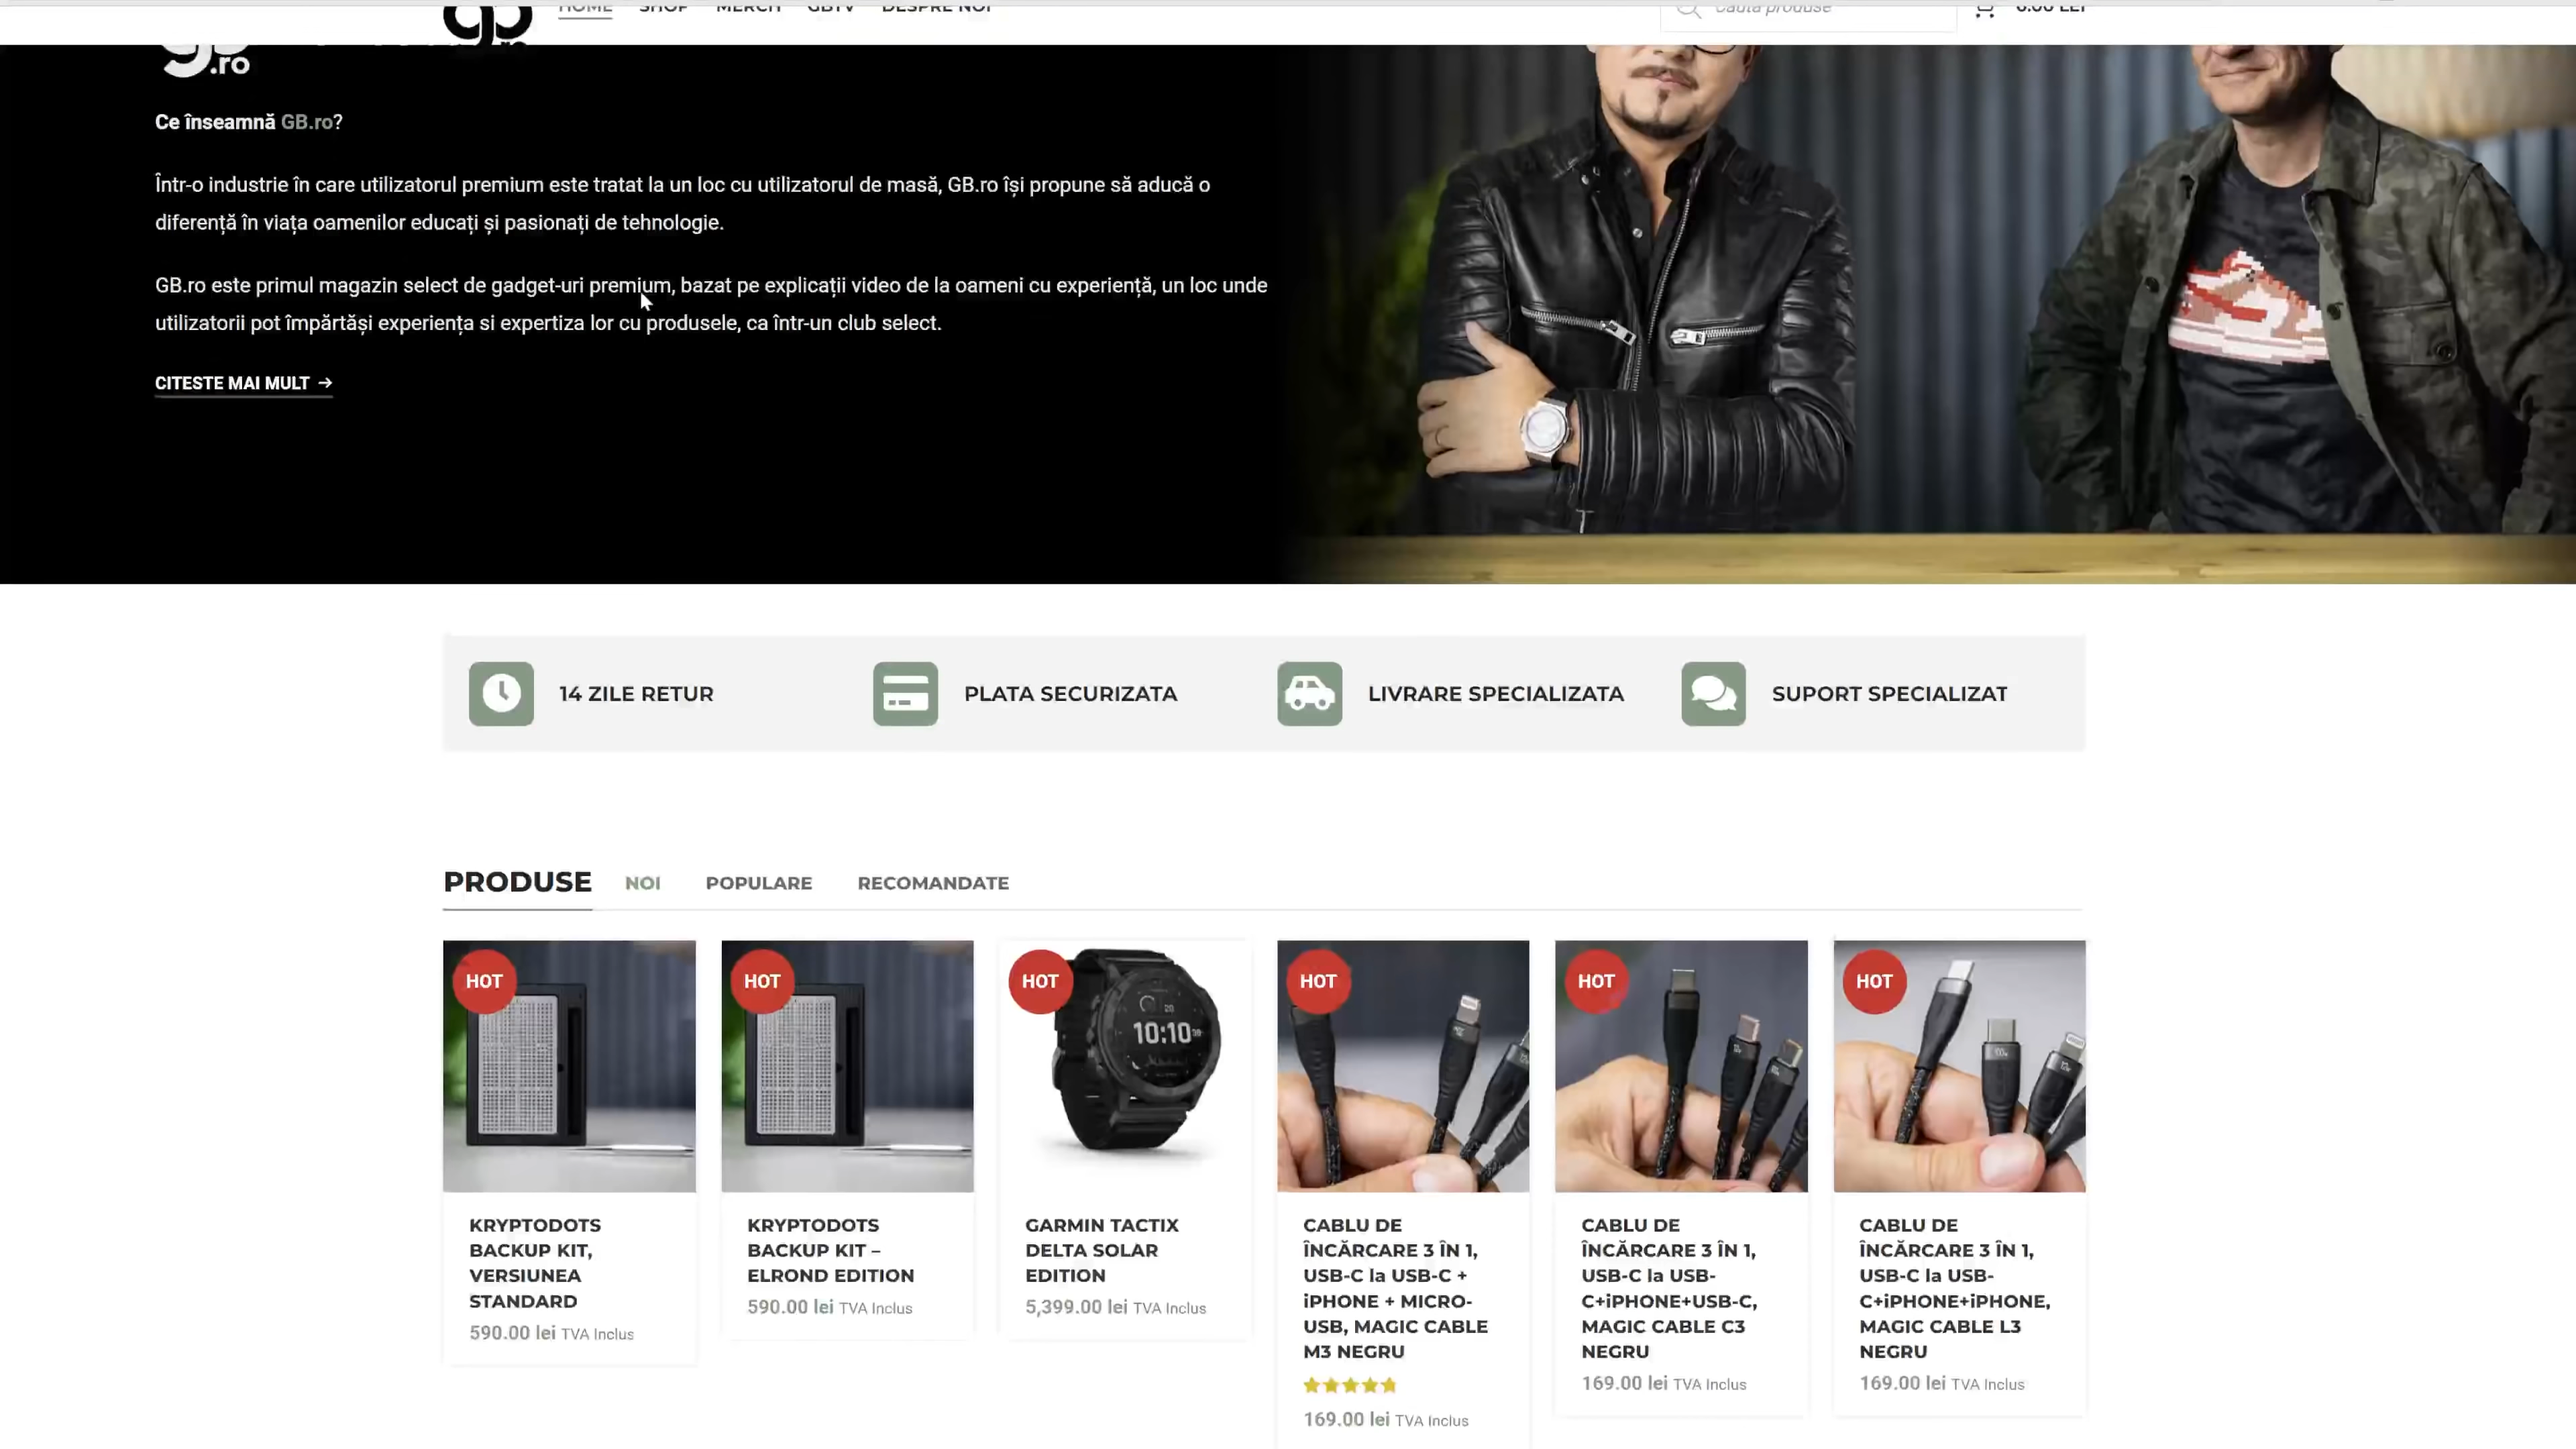 HOME SHOP MERCH GBTV DESPRE NOI
Cauta produse
0.00 LEI
gb.ro
Ce înseamnă GB.ro?
Într-o industrie în care utilizatorul premium este tratat la un loc cu utilizatorul de masă, GB.ro își propune să aducă o
diferență în viața oamenilor educați și pasionați de tehnologie.
GB.ro este primul magazin select de gadget-uri premium, bazat pe explicații video de la oameni cu experiență, un loc unde
utilizatorii pot împărtăși experiența si expertiza lor cu produsele, ca într-un club select.
CITESTE MAI MULT →
14 ZILE RETUR
PLATA SECURIZATA
LIVRARE SPECIALIZATA
SUPORT SPECIALIZAT
PRODUSE NOI POPULARE RECOMANDATE
HOT
KRYPTODOTS
BACKUP KIT,
VERSIUNEA
STANDARD
590.00 lei TVA Inclus
HOT
KRYPTODOTS
BACKUP KIT –
ELROND EDITION
590.00 lei TVA Inclus
HOT
10:10
GARMIN TACTIX
DELTA SOLAR
EDITION
5,399.00 lei TVA Inclus
HOT
CABLU DE
ÎNCĂRCARE 3 ÎN 1,
USB-C la USB-C +
iPHONE + MICRO-
USB, MAGIC CABLE
M3 NEGRU
169.00 lei TVA Inclus
HOT
CABLU DE
ÎNCĂRCARE 3 ÎN 1,
USB-C la USB-
C+iPHONE+USB-C,
MAGIC CABLE C3
NEGRU
169.00 lei TVA Inclus
HOT
CABLU DE
ÎNCĂRCARE 3 ÎN 1,
USB-C la USB-
C+iPHONE+iPHONE,
MAGIC CABLE L3
NEGRU
169.00 lei TVA Inclus